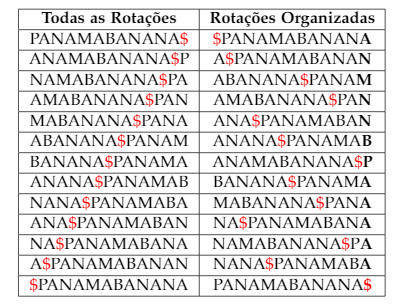 Todas as Rotações Rotações Organizadas
PANAMABANANA$ $PANAMABANANA
ANAMABANANA$P A$PANAMABANAN
NAMABANANA$PA ABANANA$PANAM
AMABANANA$PAN AMABANANA$PAN
MABANANA$PANA ANA$PANAMABAN
ABANANA$PANAM ANANA$PANAMAB
BANANA$PANAMA ANAMABANANA$P
ANANA$PANAMAB BANANA$PANAMA
NANA$PANAMABA MABANANA$PANA
ANA$PANAMABAN NA$PANAMABANA
NA$PANAMABANA NAMABANANA$PA
A$PANAMABANAN NANA$PANAMABA
$PANAMABANANA PANAMABANANA$